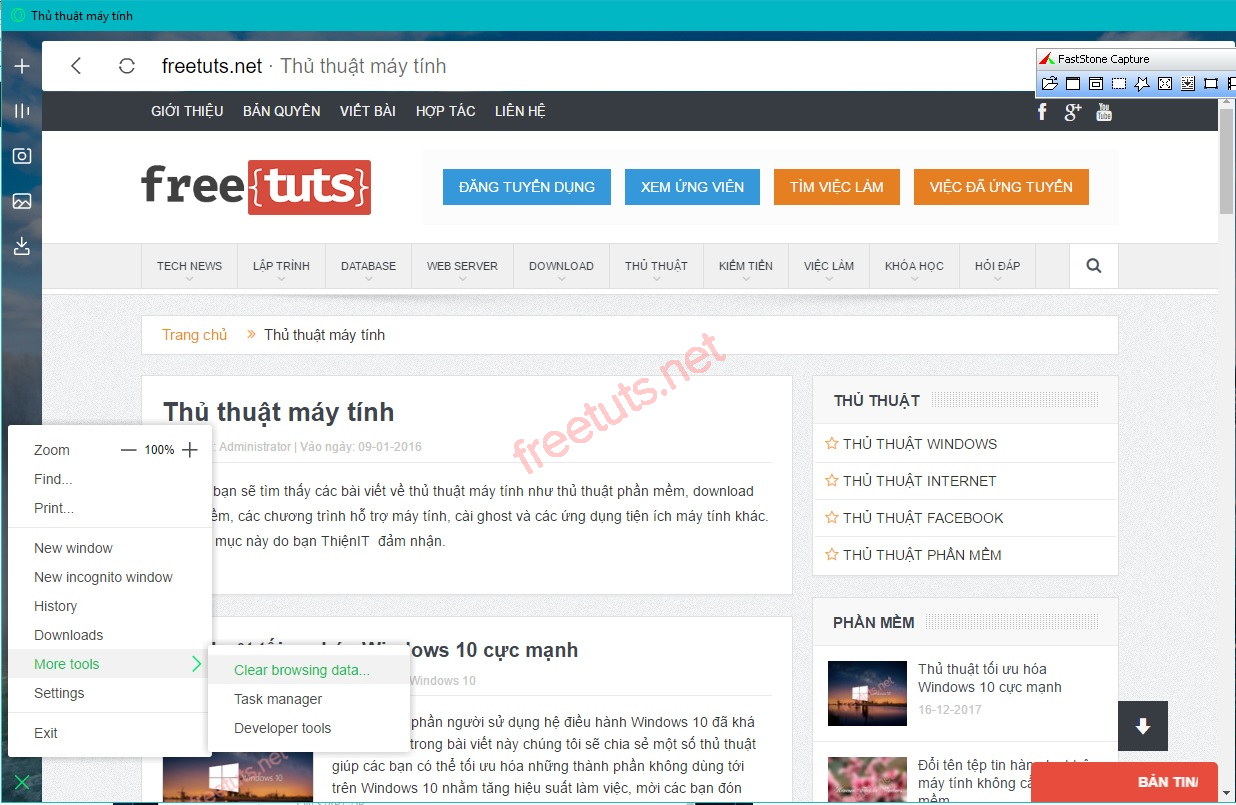 Thủ thuật máy tính
freetuts.net · Thủ thuật máy tính
FastStone Capture
GIỚI THIỆU BẢN QUYỀN VIẾT BÀI HỢP TÁC LIÊN HỆ
f g+ You Tube
free{tuts}
ĐĂNG TUYỂN DỤNG XEM ỨNG VIÊN TÌM VIỆC LÀM VIỆC ĐÃ ỨNG TUYỂN
TECH NEWS LẬP TRÌNH DATABASE WEB SERVER DOWNLOAD THỦ THUẬT KIẾM TIỀN VIỆC LÀM KHÓA HỌC HỎI ĐÁP
Trang chủ » Thủ thuật máy tính
Thủ thuật máy tính
: Administrator | Vào ngày: 09-01-2016
bạn sẽ tìm thấy các bài viết về thủ thuật máy tính như thủ thuật phần mềm, download
ềm, các chương trình hỗ trợ máy tính, cài ghost và các ứng dụng tiện ích máy tính khác.
mục này do bạn ThiệnIT đảm nhận.
freetuts.net
THỦ THUẬT
THỦ THUẬT WINDOWS
THỦ THUẬT INTERNET
THỦ THUẬT FACEBOOK
THỦ THUẬT PHẦN MỀM
Zoom — 100% +
Find...
Print...
New window
New incognito window
History
Downloads
More tools
Settings
Exit
Clear browsing data...
Task manager
Developer tools
ows 10 cực mạnh
Windows 10
phần người sử dụng hệ điều hành Windows 10 đã khá
trong bài viết này chúng tôi sẽ chia sẻ một số thủ thuật
giúp các bạn có thể tối ưu hóa những thành phần không dùng tới
trên Windows 10 nhằm tăng hiệu suất làm việc, mời các bạn đón
Windows 10
PHẦN MỀM
Thủ thuật tối ưu hóa
Windows 10 cực mạnh
16-12-2017
Đổi tên tệp tin hàng
máy tính không cầ
mềm
BẢN TIN